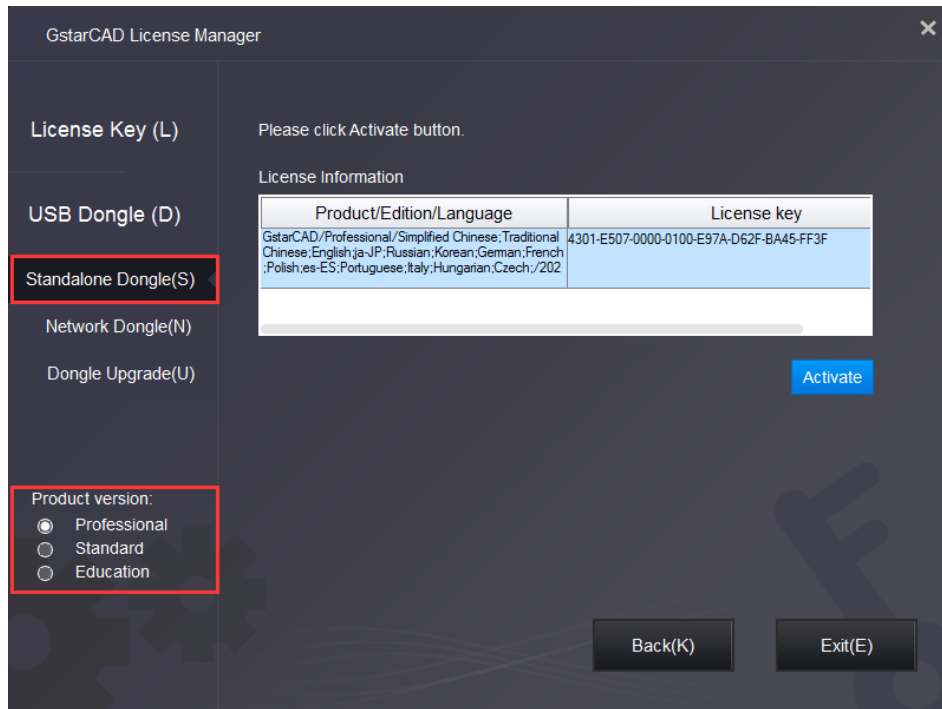 GstarCAD License Manager
License Key (L)
USB Dongle (D)
Standalone Dongle(S)
Network Dongle(N)
Dongle Upgrade(U)
Product version:
Professional
Standard
Education
Please click Activate button.
License Information
Product/Edition/Language License key
GstarCAD/Professional/Simplified Chinese;Traditional 4301-E507-0000-0100-E97A-D62F-BA45-FF3F
Chinese;English;ja-JP;Russian;Korean;German;French
;Polish;es-ES;Portuguese;Italy;Hungarian;Czech;/202
Activate
Back(K) Exit(E)